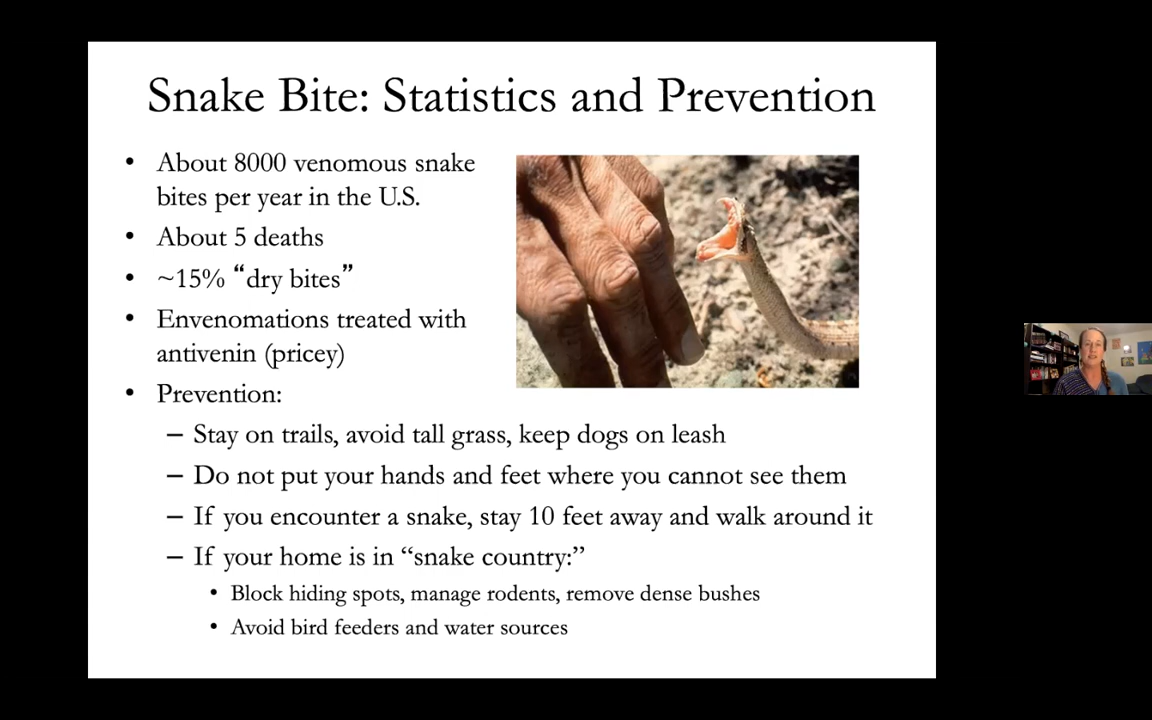 Snake Bite: Statistics and Prevention
• About 8000 venomous snake
bites per year in the U.S.
• About 5 deaths
• ~15% “dry bites”
• Envenomations treated with
antivenin (pricey)
• Prevention:
– Stay on trails, avoid tall grass, keep dogs on leash
– Do not put your hands and feet where you cannot see them
– If you encounter a snake, stay 10 feet away and walk around it
– If your home is in “snake country:”
• Block hiding spots, manage rodents, remove dense bushes
• Avoid bird feeders and water sources